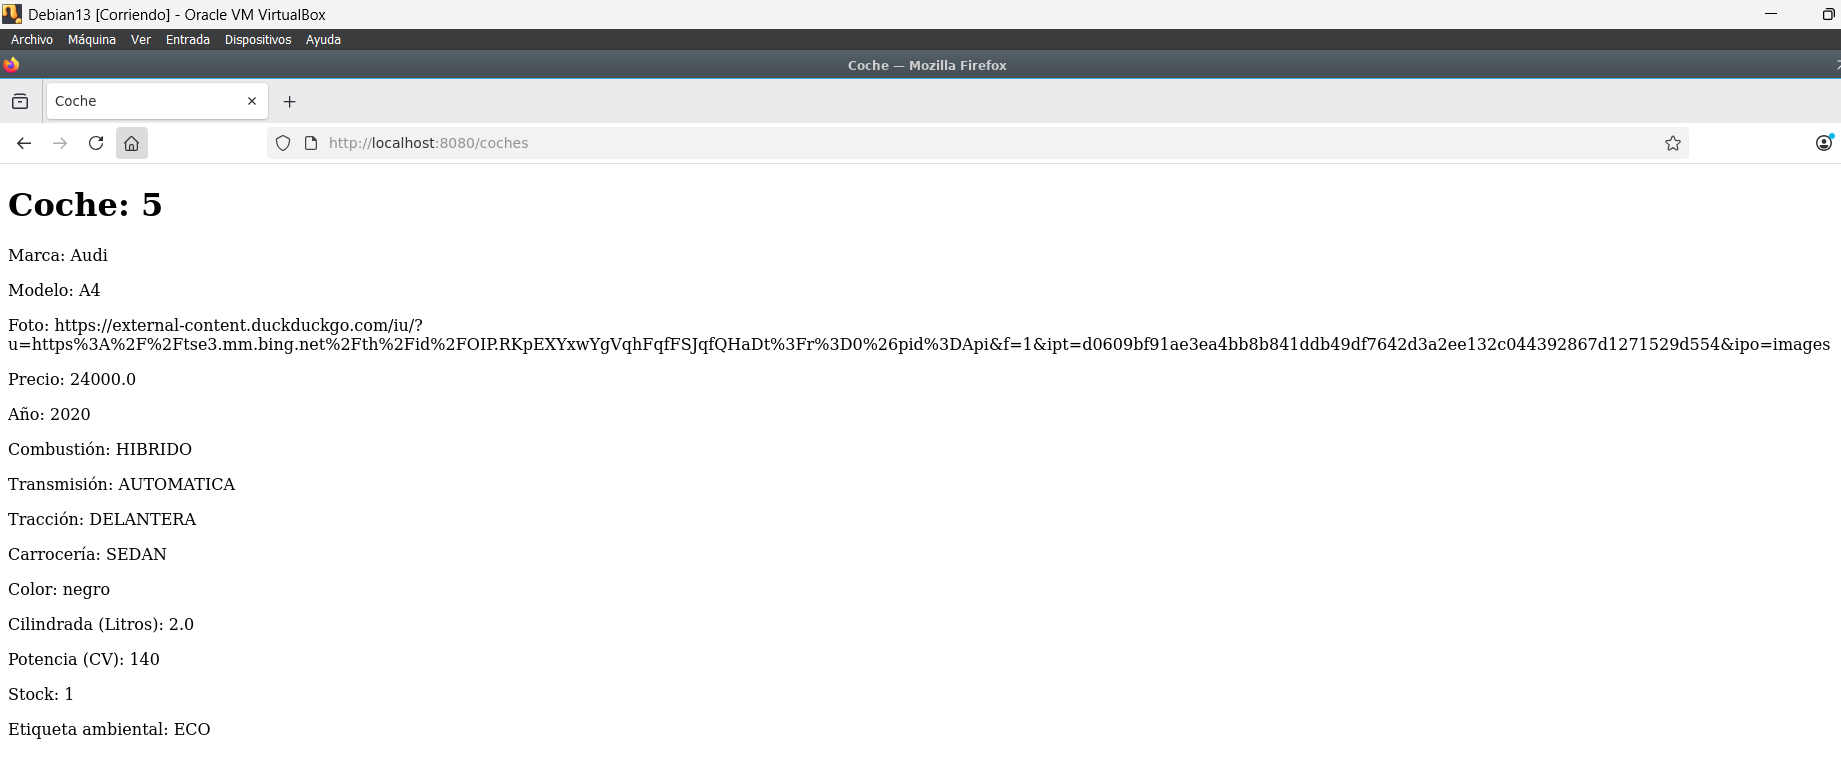 Debian13 [Corriendo] - Oracle VM VirtualBox
Archivo Máquina Ver Entrada Dispositivos Ayuda
Coche — Mozilla Firefox
Coche
http://localhost:8080/coches
Coche: 5
Marca: Audi
Modelo: A4
Foto: https://external-content.duckduckgo.com/iu/?
u=https%3A%2F%2Ftse3.mm.bing.net%2Fth%2Fid%2FOIP.RKpEXYxwYgVqhFqfFSJqfQHaDt%3Fr%3D0%26pid%3DApi&f=1&ipt=d0609bf91ae3ea4bb8b841ddb49df7642d3a2ee132c044392867d1271529d554&ipo=images
Precio: 24000.0
Año: 2020
Combustión: HIBRIDO
Transmisión: AUTOMATICA
Tracción: DELANTERA
Carrocería: SEDAN
Color: negro
Cilindrada (Litros): 2.0
Potencia (CV): 140
Stock: 1
Etiqueta ambiental: ECO